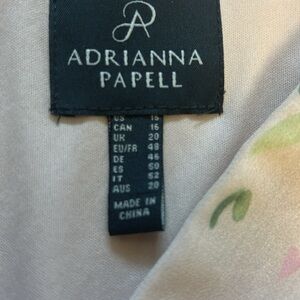 ADRIANNA
PAPELL
US 16
CAN 16
UK 20
EU/FR 48
DE 46
ES 50
IT 52
AUS 20
MADE IN
CHINA